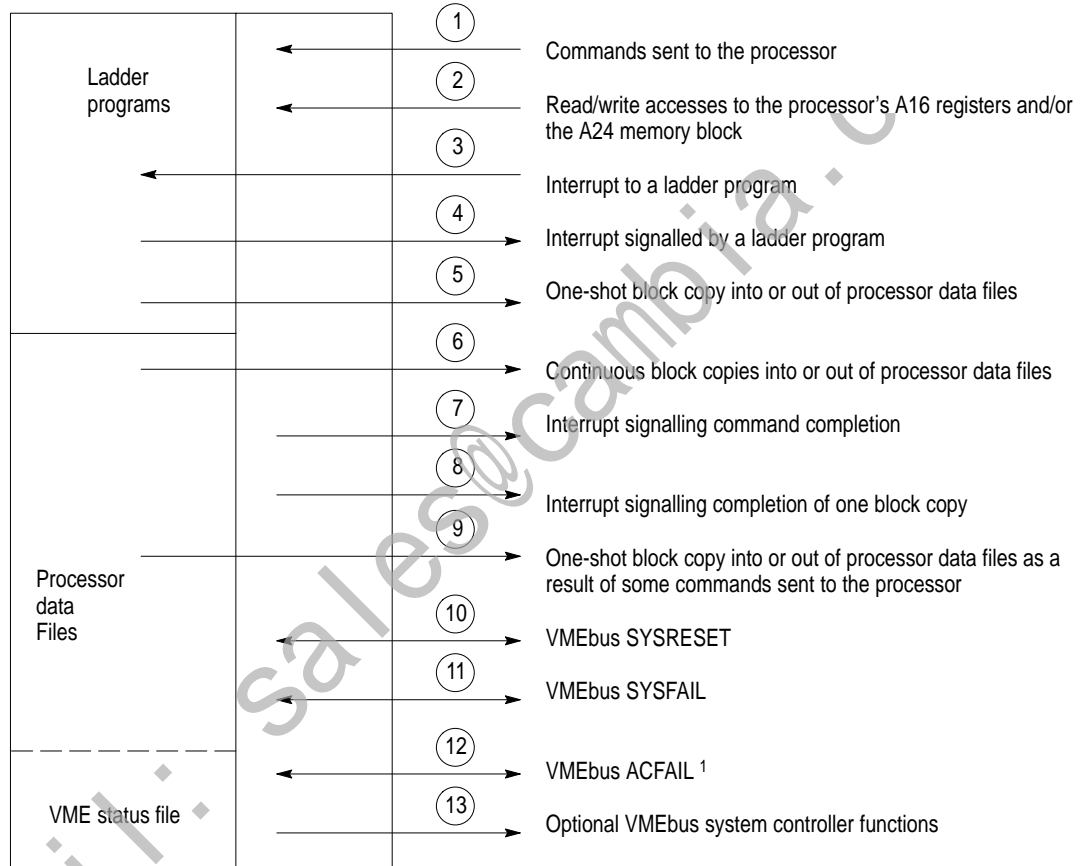 1
Commands sent to the processor
Ladder
programs
2
Read/write accesses to the processor's A16 registers and/or
the A24 memory block
3
Interrupt to a ladder program
4
Interrupt signalled by a ladder program
5
One-shot block copy into or out of processor data files
6
Continuous block copies into or out of processor data files
7
Interrupt signalling command completion
8
Interrupt signalling completion of one block copy
9
One-shot block copy into or out of processor data files as a
result of some commands sent to the processor
Processor
data
Files
10
VMEbus SYSRESET
11
VMEbus SYSFAIL
12
VMEbus ACFAIL 1
VME status file
13
Optional VMEbus system controller functions
il: sales@cambia.c